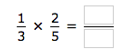 1/3 × 2/5 =